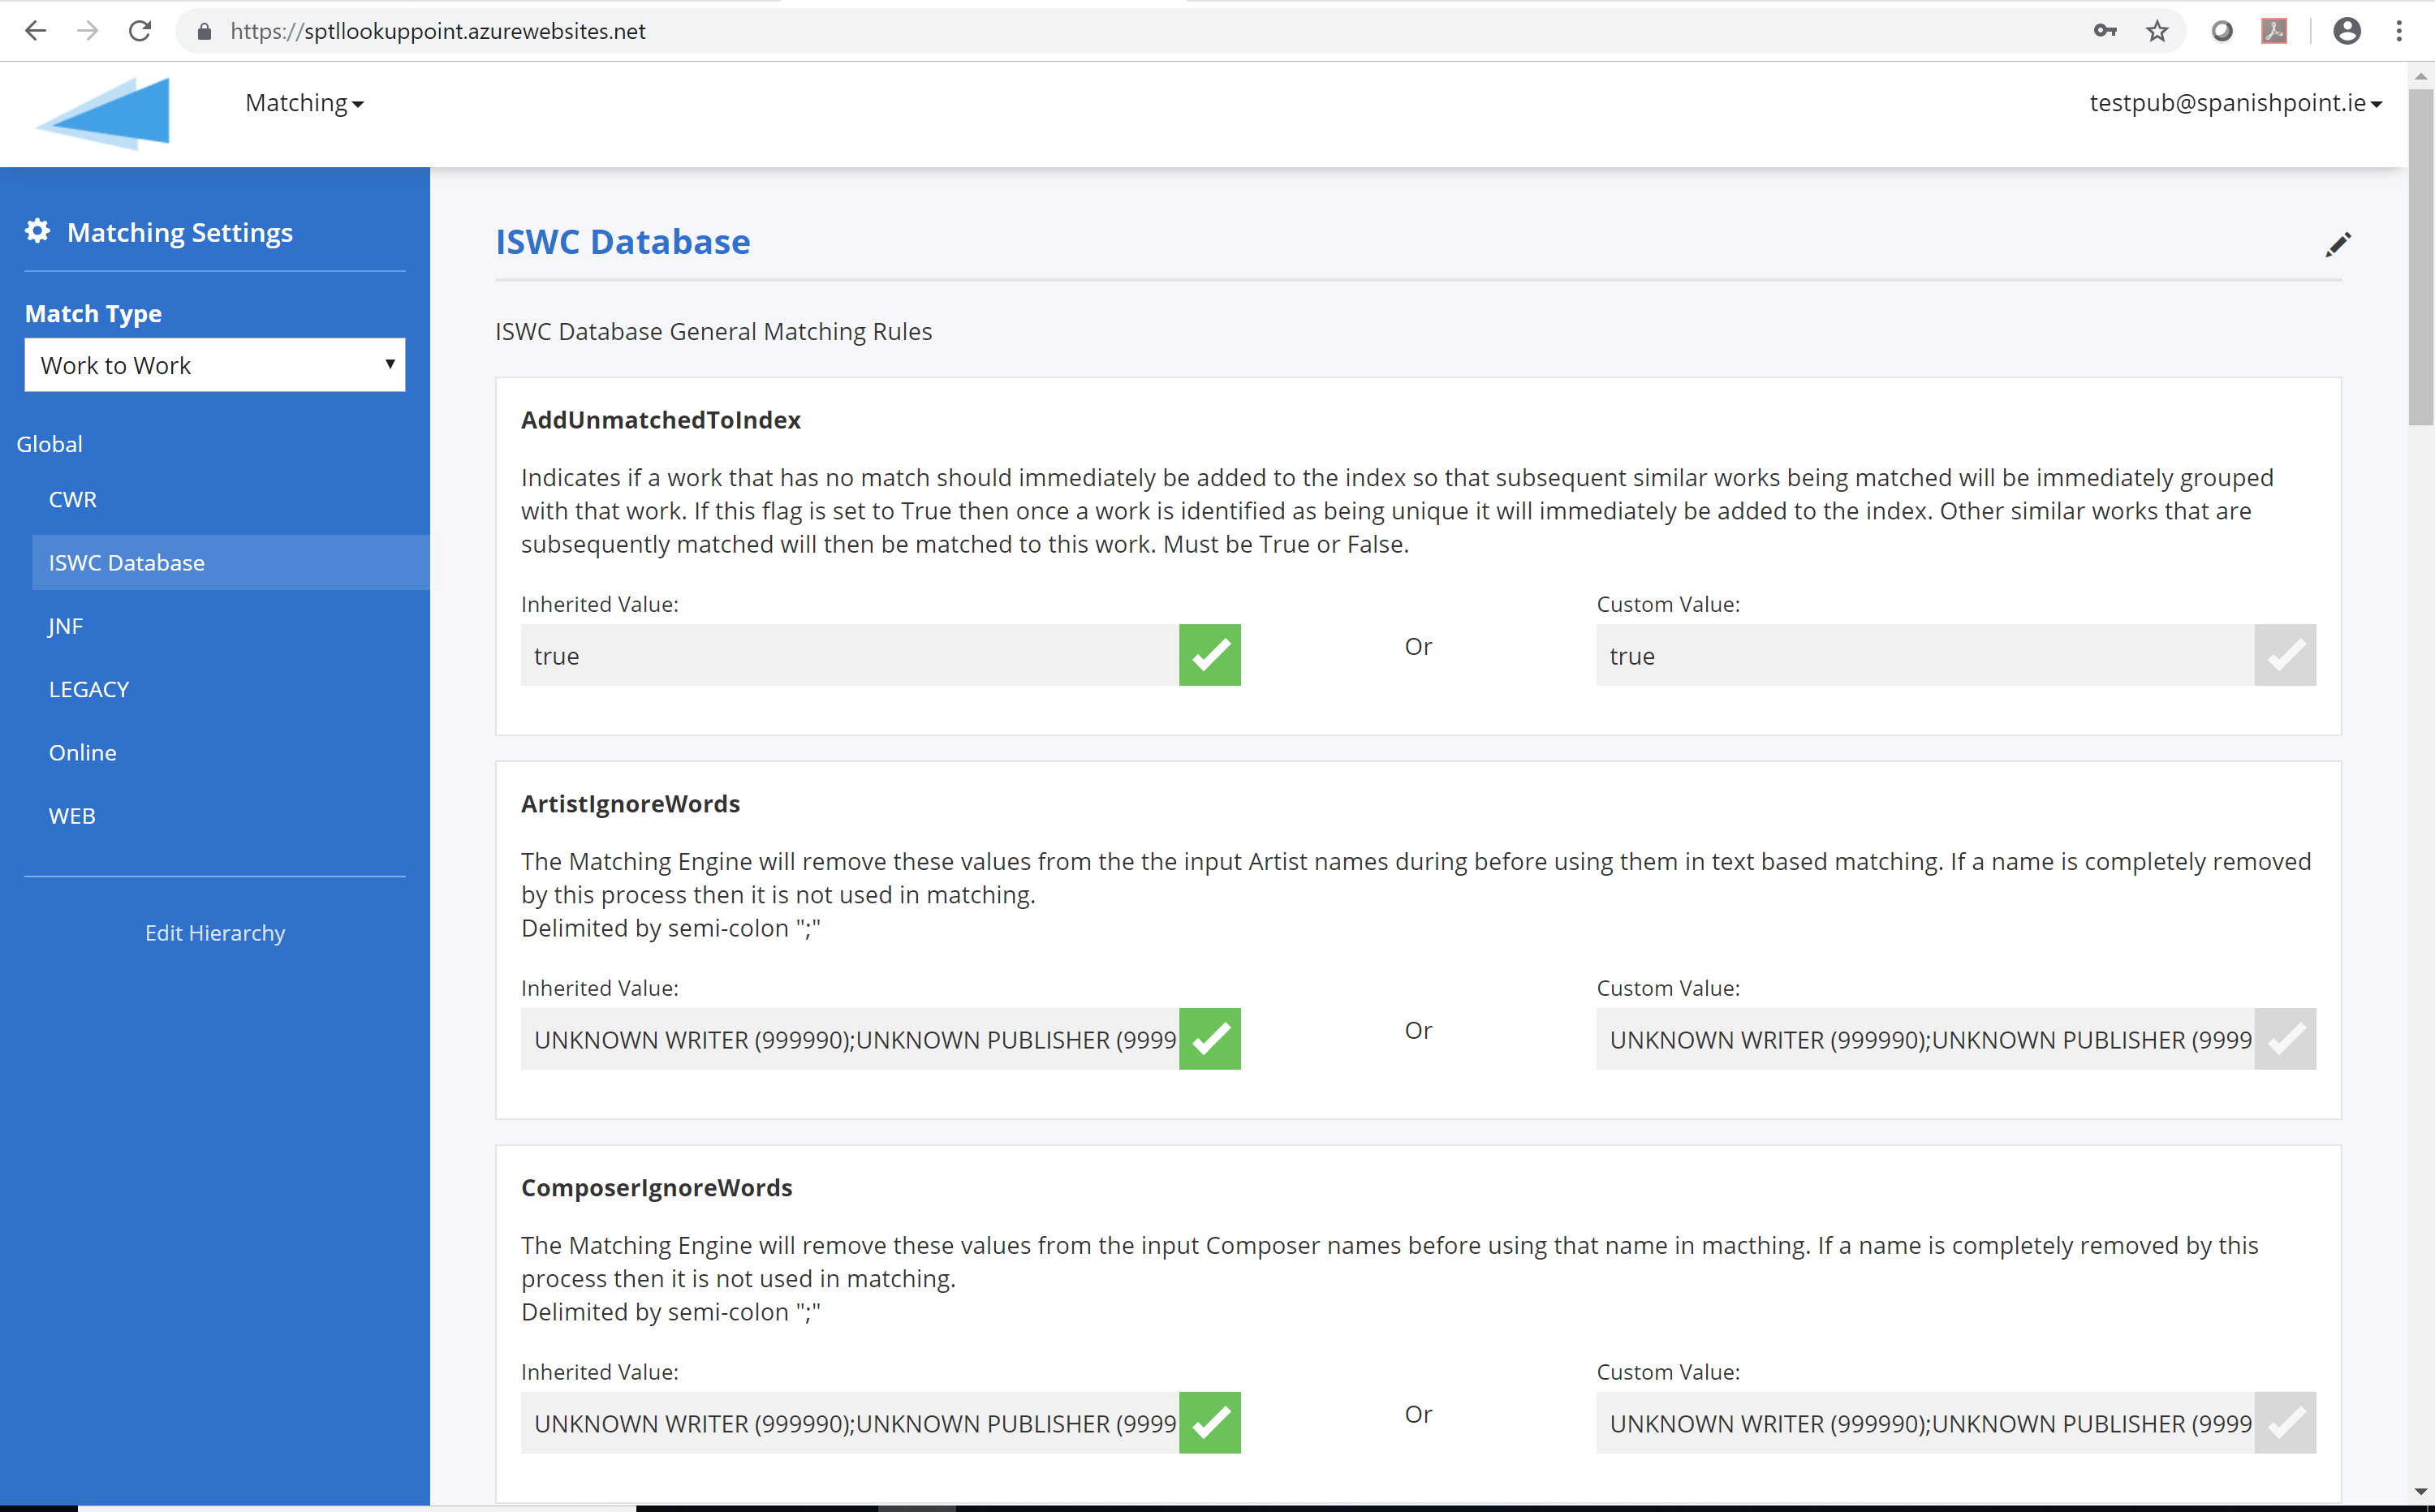 https://sptllookuppoint.azurewebsites.net
Matching
testpub@spanishpoint.ie
Matching Settings
Match Type
Work to Work
Global
CWR
ISWC Database
JNF
LEGACY
Online
WEB
Edit Hierarchy
ISWC Database
ISWC Database General Matching Rules
AddUnmatchedToIndex
Indicates if a work that has no match should immediately be added to the index so that subsequent similar works being matched will be immediately grouped
with that work. If this flag is set to True then once a work is identified as being unique it will immediately be added to the index. Other similar works that are
subsequently matched will then be matched to this work. Must be True or False.
Inherited Value:
true
Or
Custom Value:
true
ArtistIgnoreWords
The Matching Engine will remove these values from the the input Artist names during before using them in text based matching. If a name is completely removed
by this process then it is not used in matching.
Delimited by semi-colon ";"
Inherited Value:
UNKNOWN WRITER (999990);UNKNOWN PUBLISHER (9999
Or
Custom Value:
UNKNOWN WRITER (999990);UNKNOWN PUBLISHER (9999
ComposerIgnoreWords
The Matching Engine will remove these values from the input Composer names before using that name in macthing. If a name is completely removed by this
process then it is not used in matching.
Delimited by semi-colon ";"
Inherited Value:
UNKNOWN WRITER (999990);UNKNOWN PUBLISHER (9999
Or
Custom Value:
UNKNOWN WRITER (999990);UNKNOWN PUBLISHER (9999